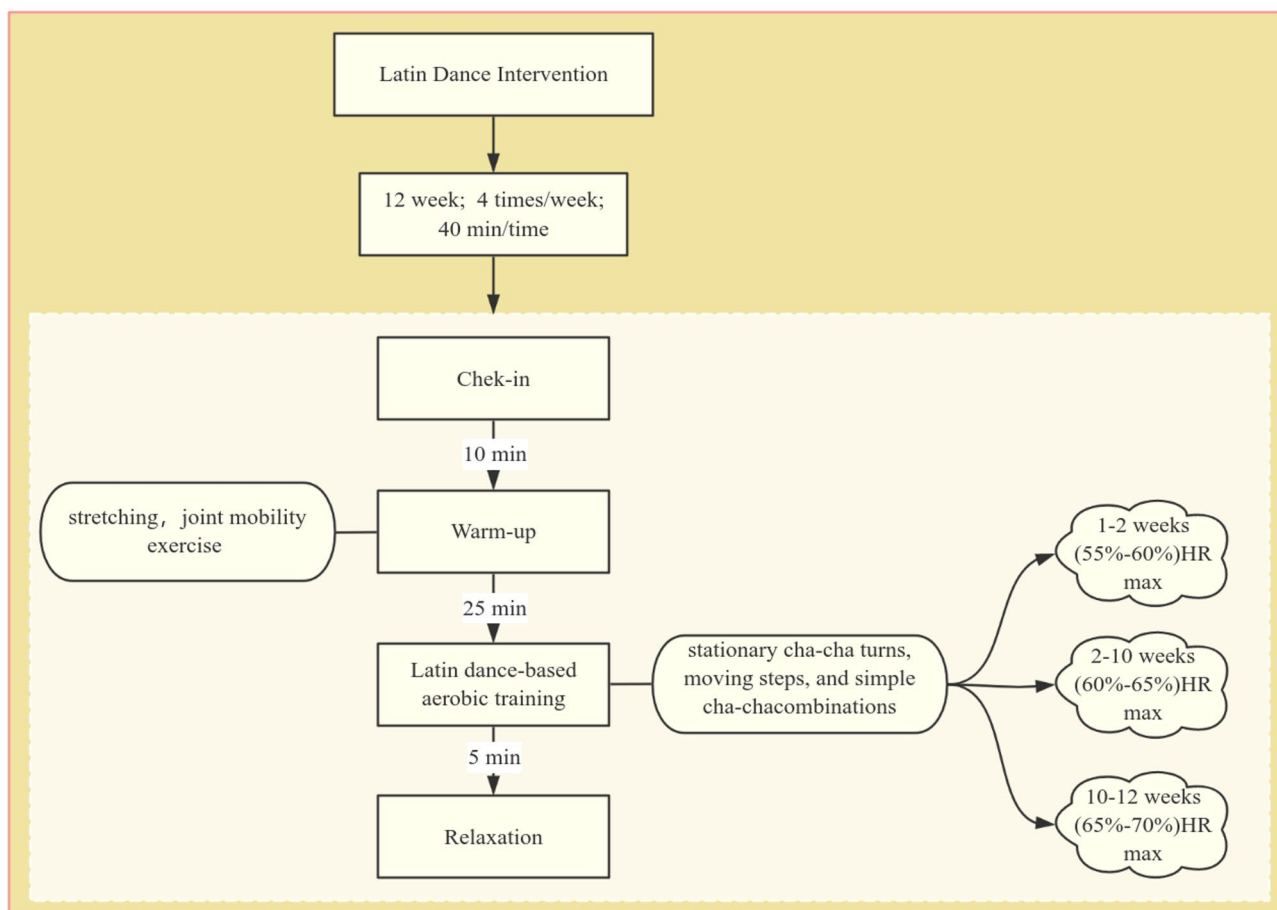 Latin Dance Intervention
12 week; 4 times/week;
40 min/time
Chek-in
10 min
stretching, joint mobility
exercise
Warm-up
25 min
Latin dance-based
aerobic training
stationary cha-cha turns,
moving steps, and simple
cha-chacombinations
1-2 weeks
(55%-60%)HR
max
2-10 weeks
(60%-65%)HR
max
10-12 weeks
(65%-70%)HR
max
5 min
Relaxation